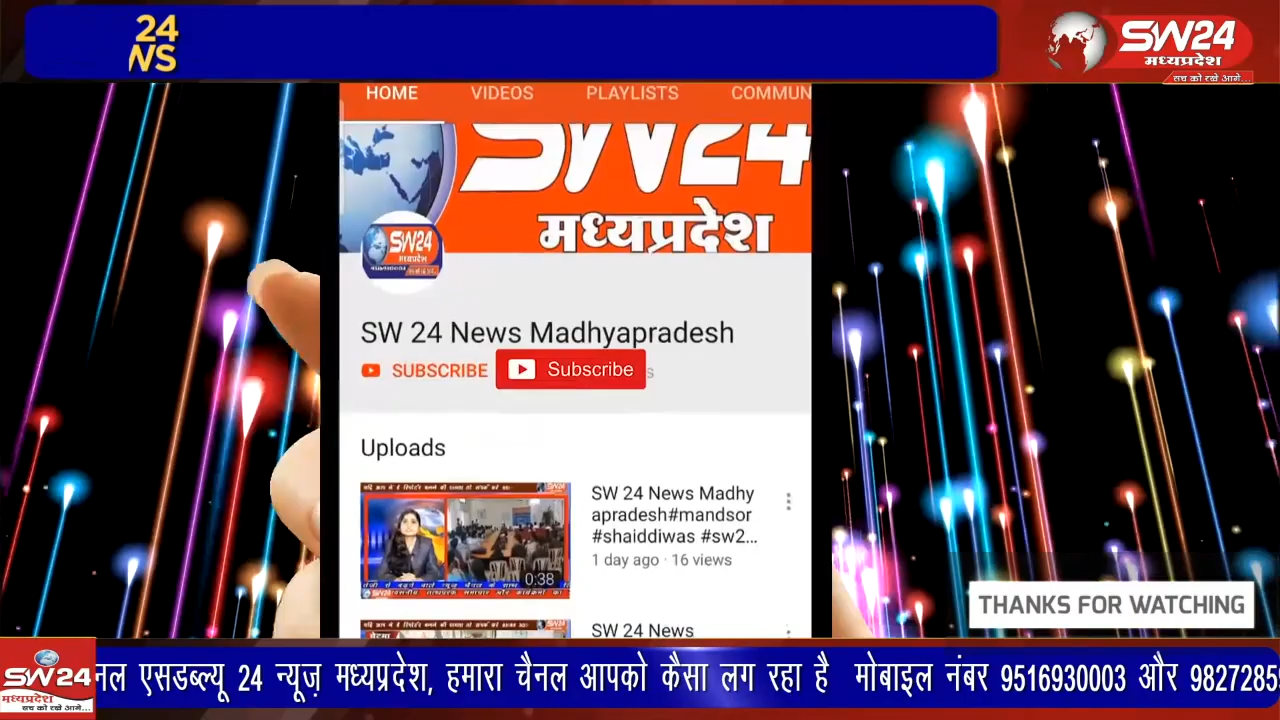 24
NEWS
SW24
मध्यप्रदेश
सच को रखे आगे...
HOME VIDEOS PLAYLISTS COMMUN
SW24
मध्यप्रदेश
SW24
SW 24 News Madhyapradesh
SUBSCRIBE
Subscribe
s
Uploads
SW 24 News Madhy
apradesh#mandsor
#shaiddiwas #sw2...
1 day ago · 16 views
0:38
SW 24 News
THANKS FOR WATCHING
SW24
मध्यप्रदेश
सच को रखे आगे...
नल एसडब्ल्यू 24 न्यूज़ मध्यप्रदेश, हमारा चैनल आपको कैसा लग रहा है मोबाइल नंबर 9516930003 और 9827285